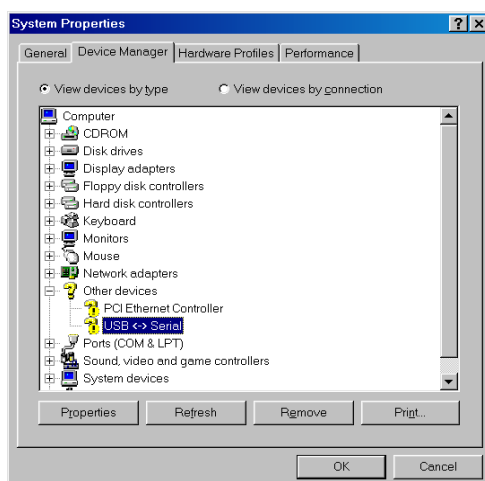 System Properties
General Device Manager Hardware Profiles Performance
View devices by type View devices by connection
Computer
CDROM
Disk drives
Display adapters
Floppy disk controllers
Hard disk controllers
Keyboard
Monitors
Mouse
Network adapters
Other devices
PCI Ethernet Controller
USB <-> Serial
Ports (COM & LPT)
Sound, video and game controllers
System devices
Properties Refresh Remove Print...
OK Cancel